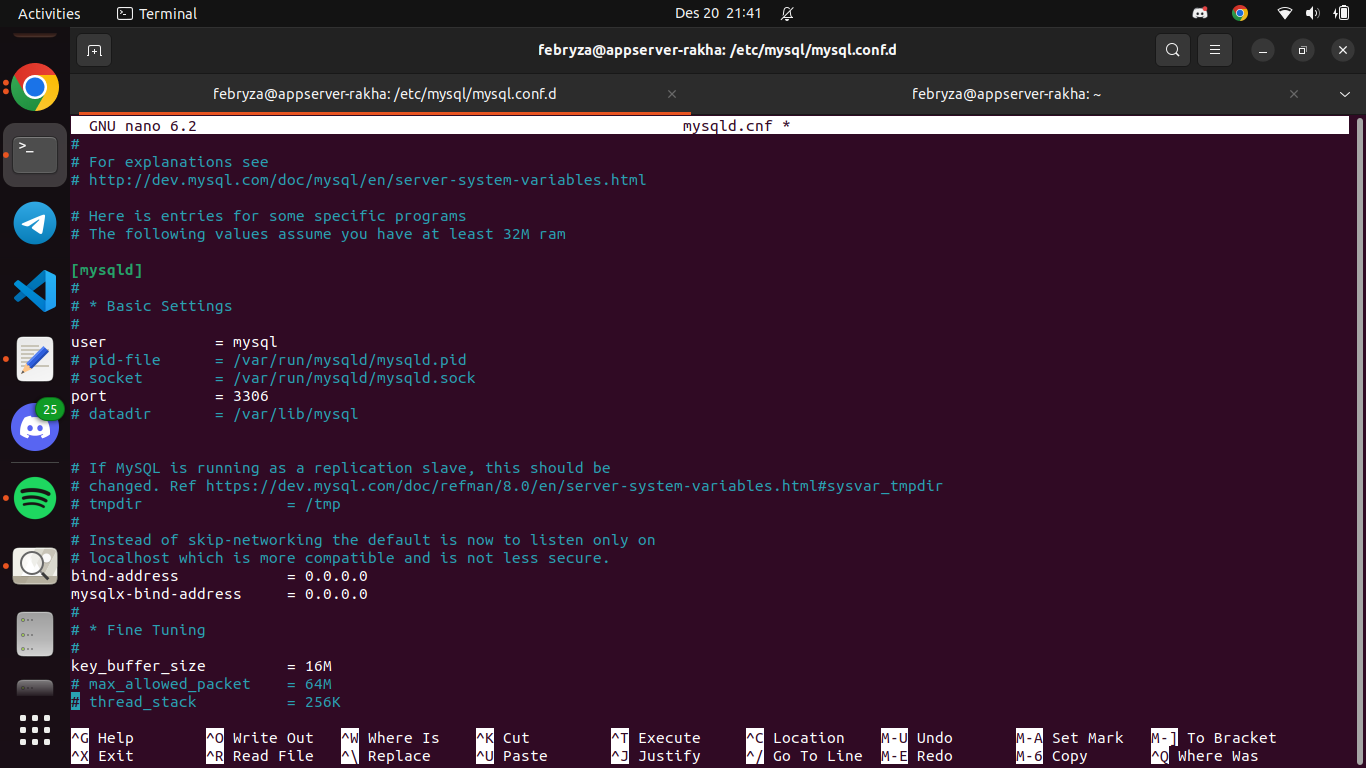 Activities Terminal Des 20 21:41
febryza@appserver-rakha: /etc/mysql/mysql.conf.d
febryza@appserver-rakha: /etc/mysql/mysql.conf.d febryza@appserver-rakha: ~
GNU nano 6.2 mysqld.cnf *
#
# For explanations see
# http://dev.mysql.com/doc/mysql/en/server-system-variables.html
# Here is entries for some specific programs
# The following values assume you have at least 32M ram
[mysqld]
#
# * Basic Settings
#
user = mysql
# pid-file = /var/run/mysqld/mysqld.pid
# socket = /var/run/mysqld/mysqld.sock
port = 3306
# datadir = /var/lib/mysql
25
# If MySQL is running as a replication slave, this should be
# changed. Ref https://dev.mysql.com/doc/refman/8.0/en/server-system-variables.html#sysvar_tmpdir
# tmpdir = /tmp
#
# Instead of skip-networking the default is now to listen only on
# localhost which is more compatible and is not less secure.
bind-address = 0.0.0.0
mysqlx-bind-address = 0.0.0.0
#
# * Fine Tuning
#
key_buffer_size = 16M
# max_allowed_packet = 64M
# thread_stack = 256K
^G Help ^O Write Out ^W Where Is ^K Cut ^T Execute ^C Location M-U Undo M-A Set Mark M-] To Bracket
^X Exit ^R Read File ^\ Replace ^U Paste ^J Justify ^/ Go To Line M-E Redo M-6 Copy ^Q Where Was